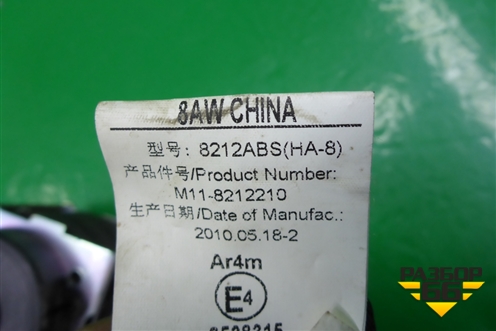 8AW CHINA
型号: 8212ABS(HA-8)
产品件号/Product Number:
M11-8212210
生产日期/Date of Manufac.:
2010.05.18-2
Ar4m
E4
РАЗБОР